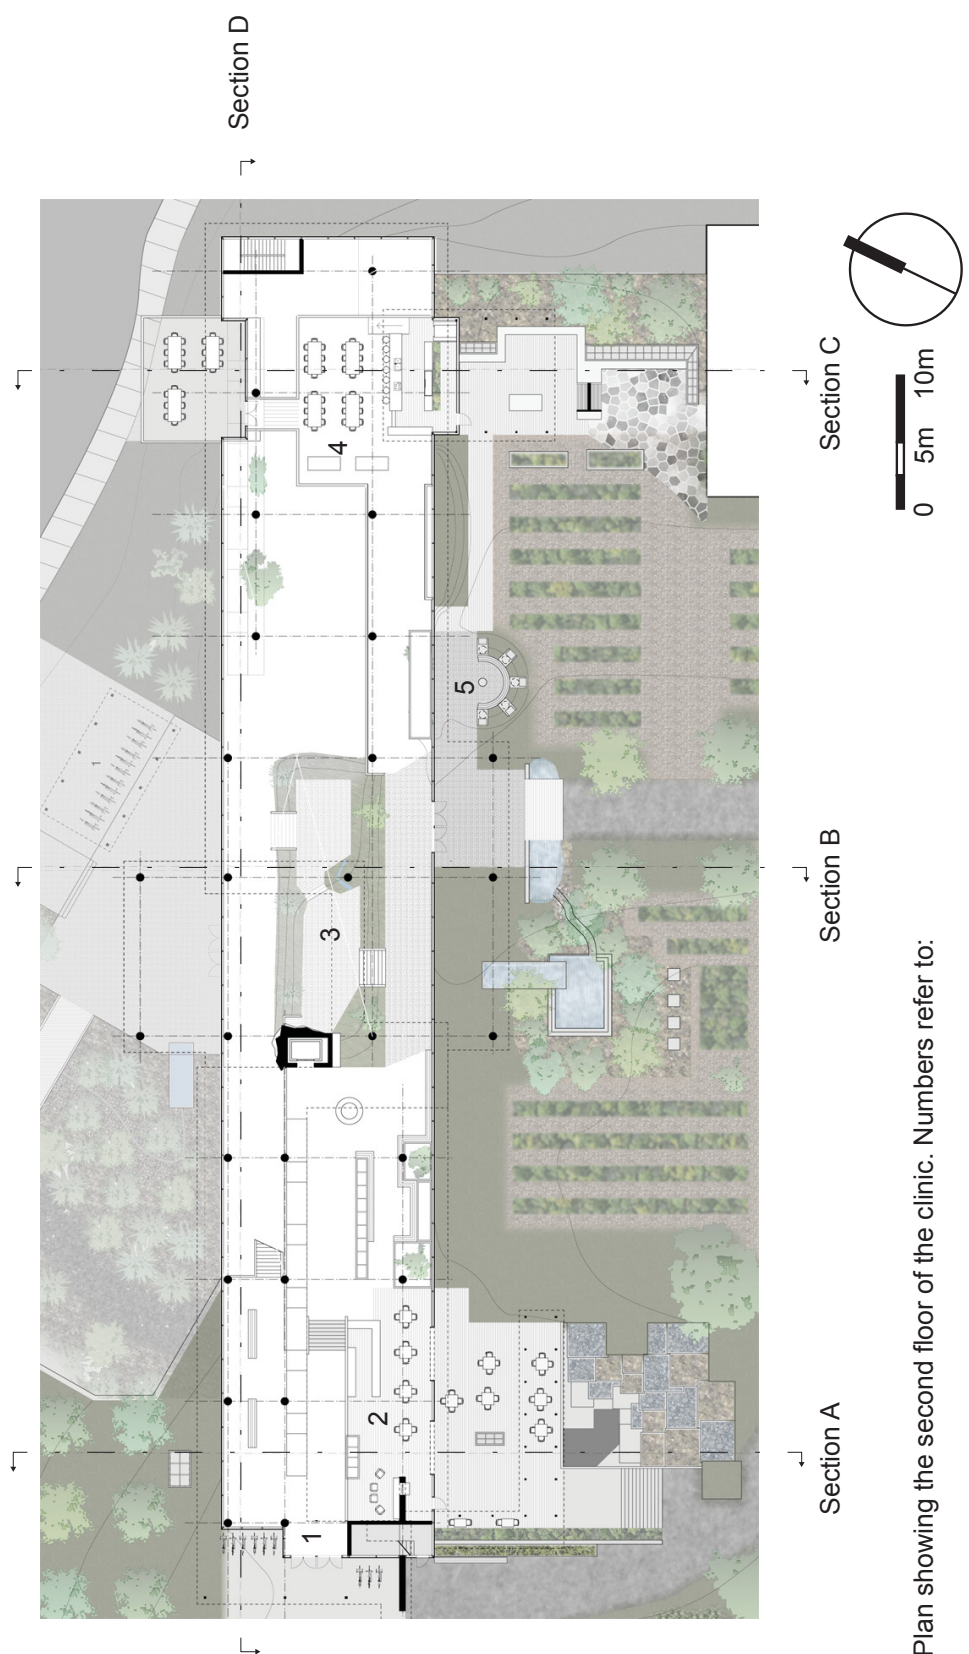 Section D
Section C
Section B
Section A
1
2
3
4
5
1
0 5m 10m
Plan showing the second floor of the clinic. Numbers refer to: